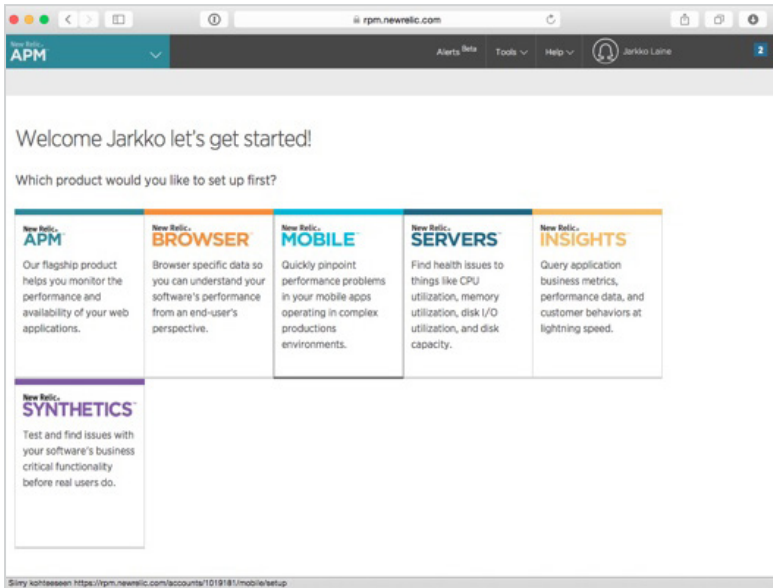 rpm.newrelic.com
New Relic.
APM
Alerts Beta
Tools
Help
Jarkko Laine
2
Welcome Jarkko let's get started!
Which product would you like to set up first?
New Relic.
APM™
Our flagship product
helps you monitor the
performance and
availability of your web
applications.
New Relic.
BROWSER™
Browser specific data so
you can understand your
software's performance
from an end-user's
perspective.
New Relic.
MOBILE™
Quickly pinpoint
performance problems
in your mobile apps
operating in complex
productions
environments.
New Relic.
SERVERS™
Find health issues to
things like CPU
utilization, memory
utilization, disk I/O
utilization, and disk
capacity.
New Relic.
INSIGHTS™
Query application
business metrics,
performance data, and
customer behaviors at
lightning speed.
New Relic.
SYNTHETICS™
Test and find issues with
your software's business
critical functionality
before real users do.
Siirry kohteeseen https://rpm.newrelic.com/accounts/1019181/mobile/setup